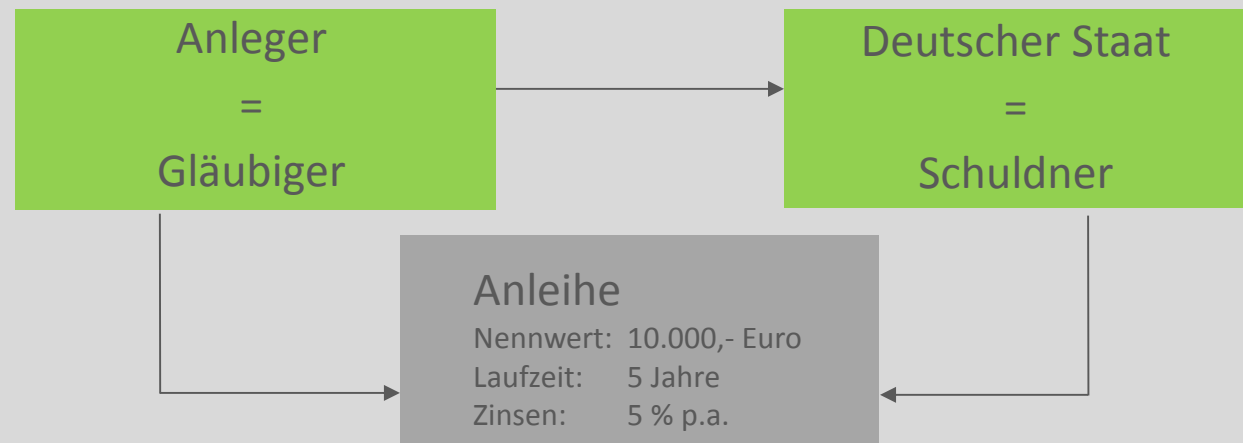 Anleger
=
Gläubiger
Deutscher Staat
=
Schuldner
Anleihe
Nennwert: 10.000,- Euro
Laufzeit: 5 Jahre
Zinsen: 5 % p.a.